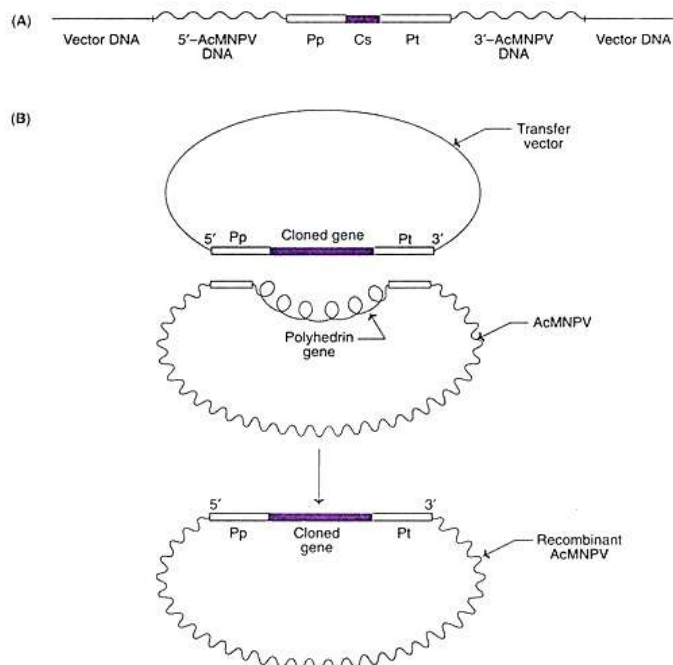 (A)
Vector DNA 5′–AcMNPV DNA Pp Cs Pt 3′–AcMNPV DNA Vector DNA
(B)
Transfer vector
5′ Pp Cloned gene Pt 3′
Polyhedrin gene
AcMNPV
5′ 3′
Pp Cloned gene Pt
Recombinant AcMNPV